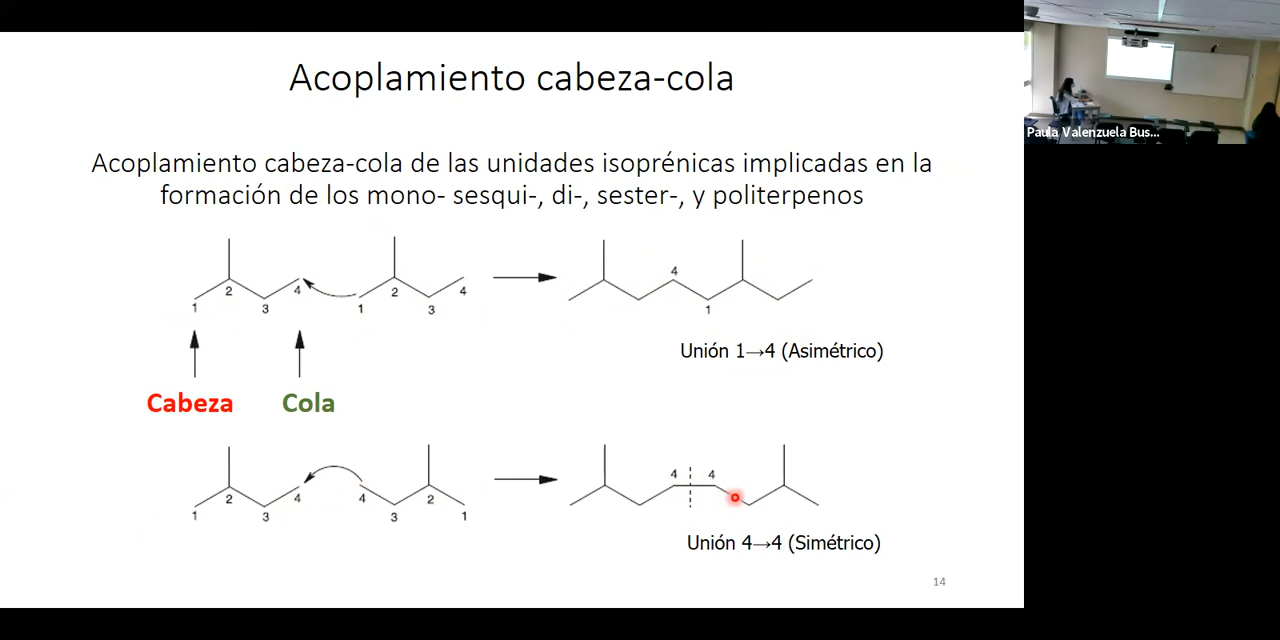 Acoplamiento cabeza-cola
Paula Valenzuela Bus...
Acoplamiento cabeza-cola de las unidades isoprénicas implicadas en la
formación de los mono- sesqui-, di-, sester-, y politerpenos
1 2 3 4 1 2 3 4 4 1
Unión 1→4 (Asimétrico)
Cabeza Cola
1 2 3 4 4 3 2 1 4 4
Unión 4→4 (Simétrico)
14